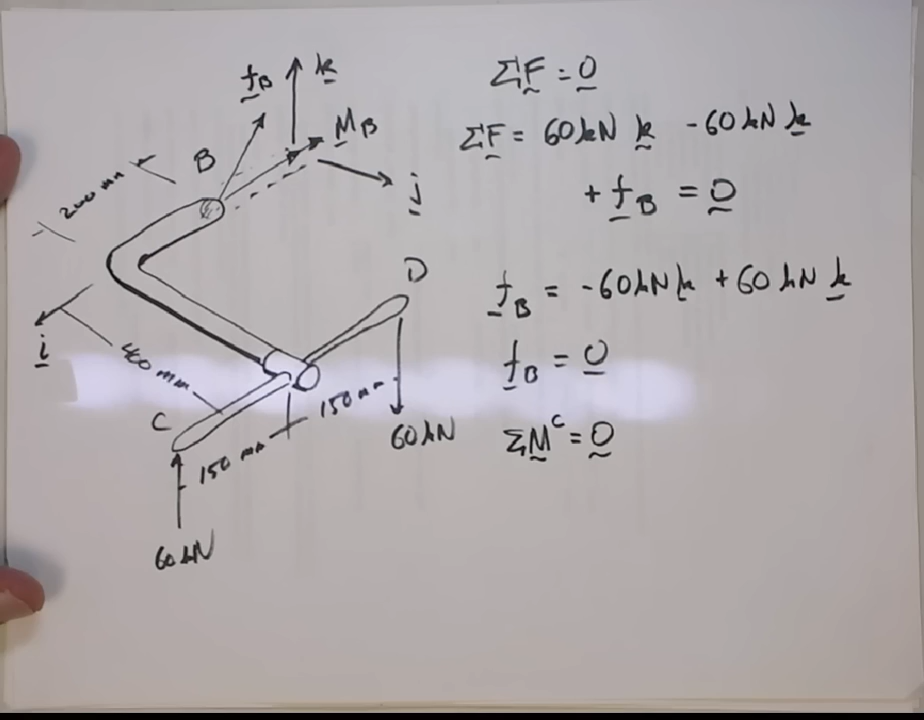 f_B
k
M_B
B
j
200 mm
i
400 mm
D
C
150 mm
150 mm
60 kN
60 kN
ΣF = 0
ΣF = 60 kN k - 60 kN k
+ f_B = 0
f_B = -60 kN k + 60 kN k
f_B = 0
ΣM^C = 0